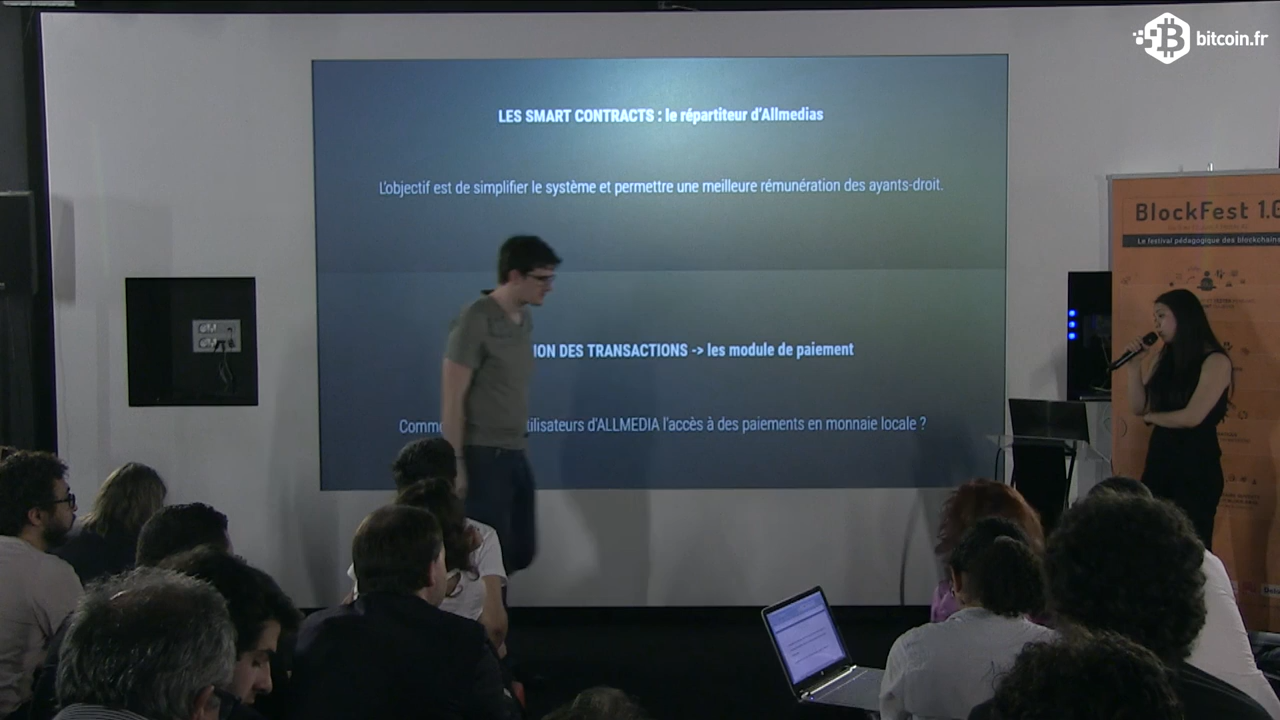 bitcoin.fr
LES SMART CONTRACTS : le répartiteur d'Allmedias
L'objectif est de simplifier le système et permettre une meilleure rémunération des ayants-droit.
ION DES TRANSACTIONS -> les module de paiement
Comme tilisateurs d'ALLMEDIA l'accès à des paiements en monnaie locale ?
BlockFest 1.0
Le festival pédagogique des blockchains